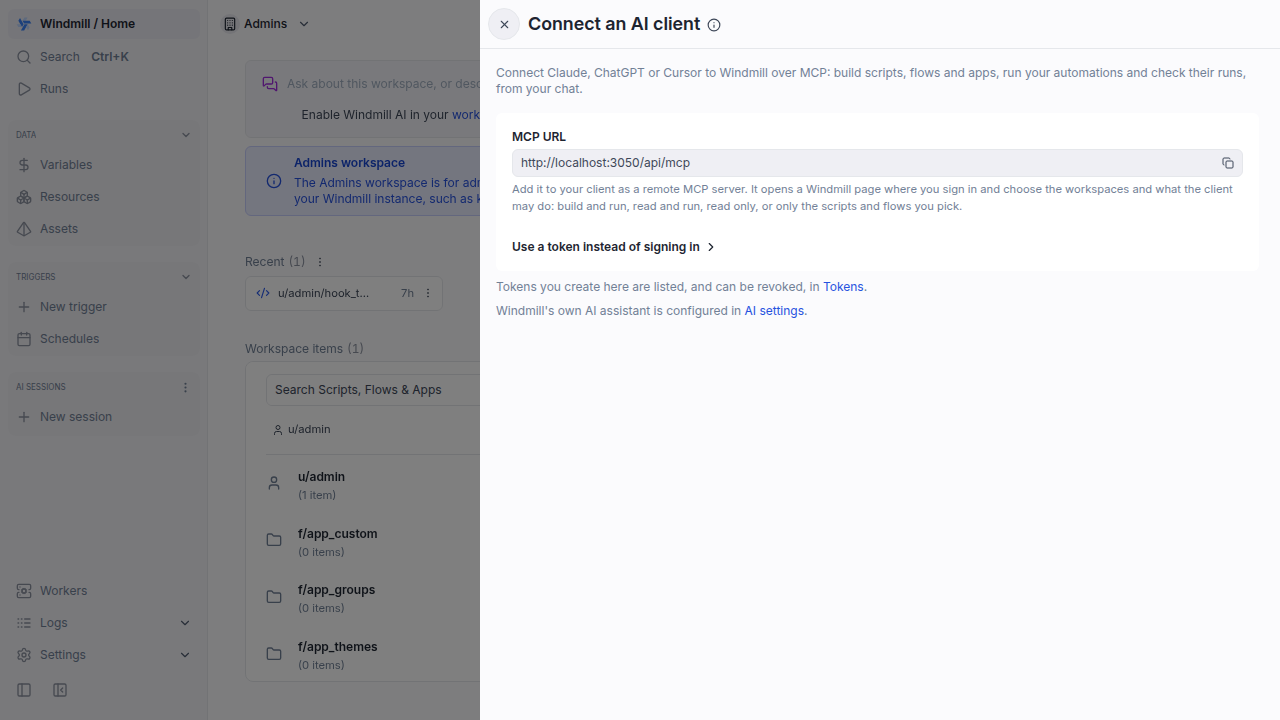 Windmill / Home
Search Ctrl+K
Runs
DATA
Variables
Resources
Assets
TRIGGERS
New trigger
Schedules
AI SESSIONS
New session
Workers
Logs
Settings
Admins
Ask about this workspace, or desc
Enable Windmill AI in your work
Admins workspace
The Admins workspace is for adm
your Windmill instance, such as k
Recent (1)
u/admin/hook_t... 7h
Workspace items (1)
Search Scripts, Flows & Apps
u/admin
u/admin
(1 item)
f/app_custom
(0 items)
f/app_groups
(0 items)
f/app_themes
(0 items)
Connect an AI client
Connect Claude, ChatGPT or Cursor to Windmill over MCP: build scripts, flows and apps, run your automations and check their runs,
from your chat.
MCP URL
http://localhost:3050/api/mcp
Add it to your client as a remote MCP server. It opens a Windmill page where you sign in and choose the workspaces and what the client
may do: build and run, read and run, read only, or only the scripts and flows you pick.
Use a token instead of signing in
Tokens you create here are listed, and can be revoked, in Tokens.
Windmill's own AI assistant is configured in AI settings.